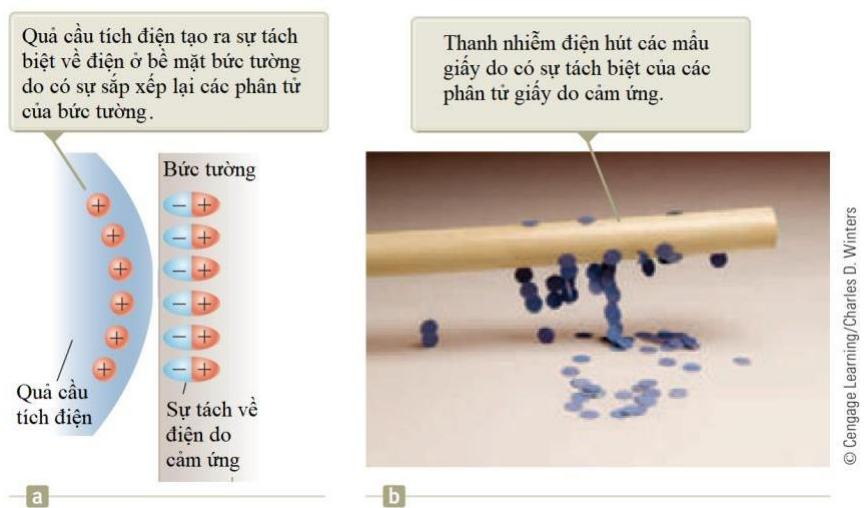 Quả cầu tích điện tạo ra sự tách
biệt về điện ở bề mặt bức tường
do có sự sắp xếp lại các phân tử
của bức tường.
Thanh nhiễm điện hút các mẩu
giấy do có sự tách biệt của các
phân tử giấy do cảm ứng.
Bức tường
+
+
+
+
+
+
− +
− +
− +
− +
− +
− +
Quả cầu
tích điện
Sự tách về
điện do
cảm ứng
a
b
© Cengage Learning/Charles D. Winters